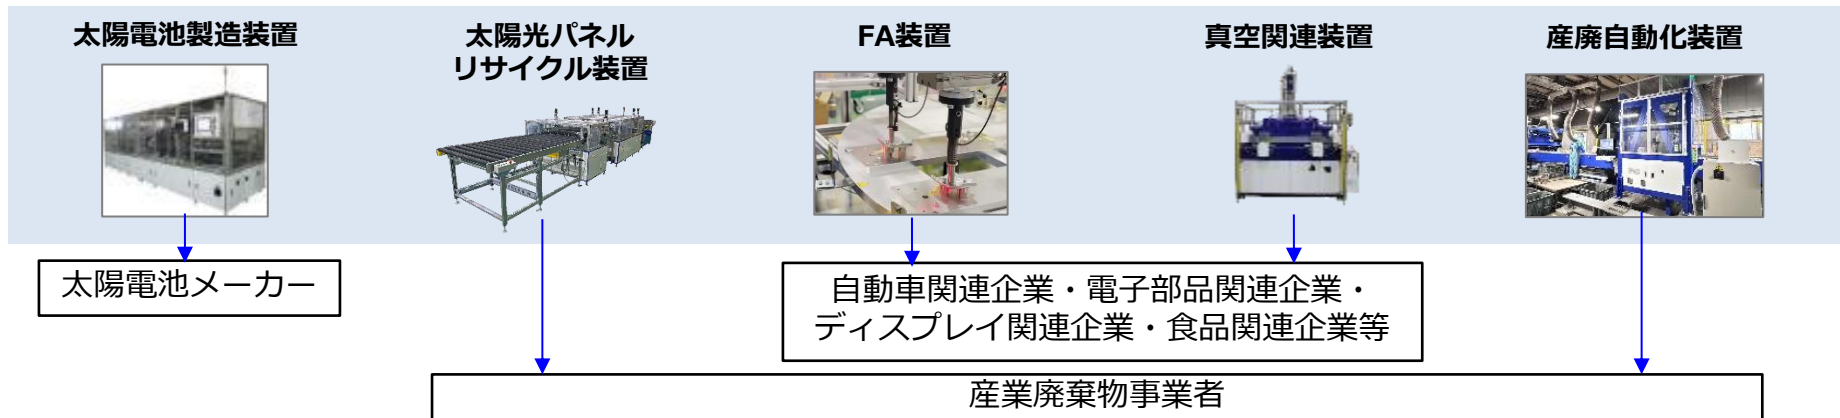 太陽電池製造装置
太陽光パネル
リサイクル装置
FA装置
真空関連装置
産廃自動化装置
太陽電池メーカー
自動車関連企業・電子部品関連企業・
ディスプレイ関連企業・食品関連企業等
産業廃棄物事業者